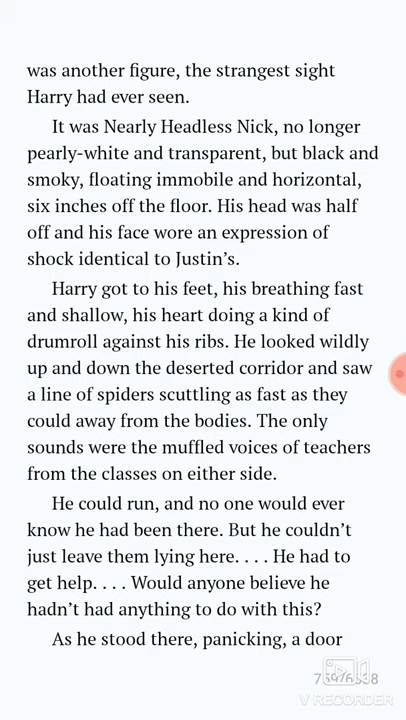 was another figure, the strangest sight
Harry had ever seen.
It was Nearly Headless Nick, no longer
pearly-white and transparent, but black and
smoky, floating immobile and horizontal,
six inches off the floor. His head was half
off and his face wore an expression of
shock identical to Justin’s.
Harry got to his feet, his breathing fast
and shallow, his heart doing a kind of
drumroll against his ribs. He looked wildly
up and down the deserted corridor and saw
a line of spiders scuttling as fast as they
could away from the bodies. The only
sounds were the muffled voices of teachers
from the classes on either side.
He could run, and no one would ever
know he had been there. But he couldn’t
just leave them lying here. . . . He had to
get help. . . . Would anyone believe he
hadn’t had anything to do with this?
As he stood there, panicking, a door
V RECORDER